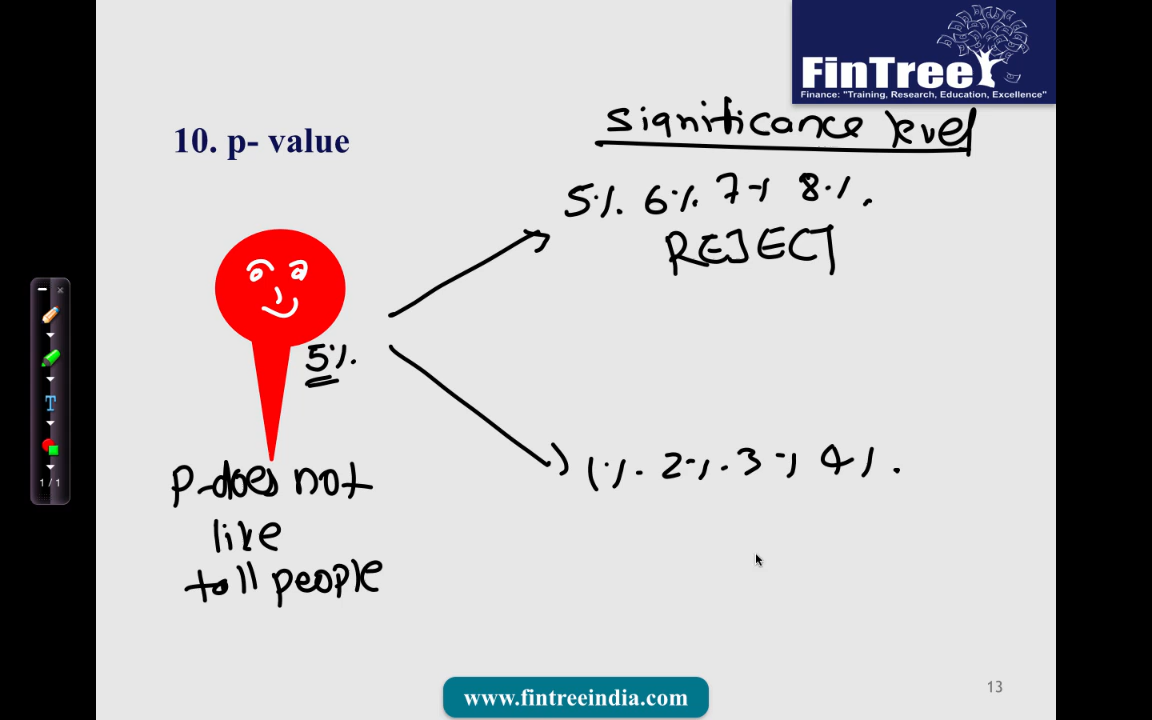 FinTree
Finance: "Training, Research, Education, Excellence"
10. p- value
significance level
5%. 6%. 7% 8%.
REJECT
5%.
1%. 2%. 3% 4%.
p-does not
like
tall people
T
1 / 1
13
www.fintreeindia.com